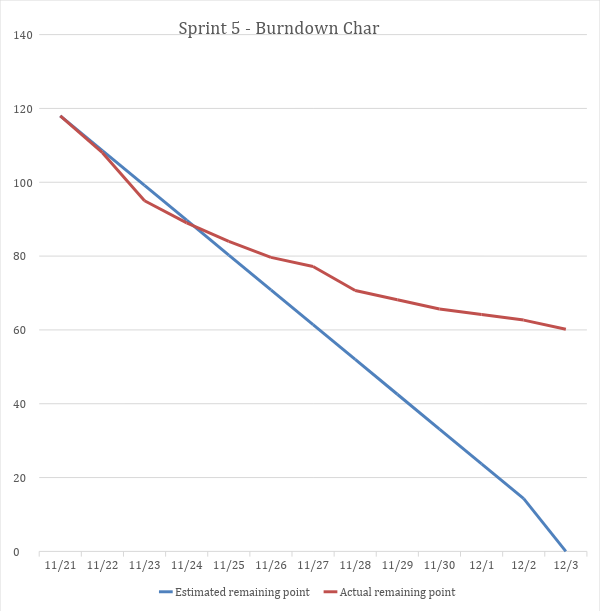 Sprint 5 - Burndown Char
140
120
100
80
60
40
20
0
11/21 11/22 11/23 11/24 11/25 11/26 11/27 11/28 11/29 11/30 12/1 12/2 12/3
Estimated remaining point Actual remaining point